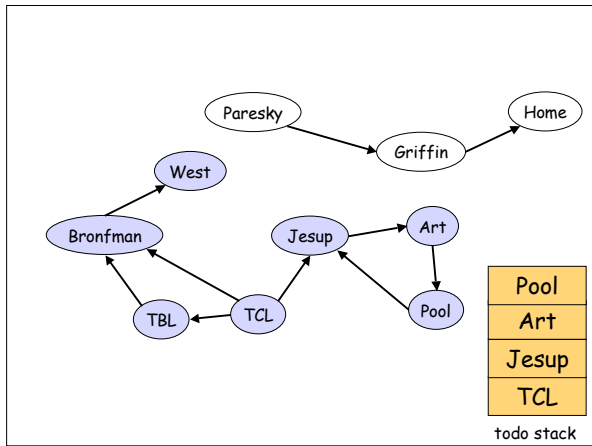 Paresky
Home
Griffin
West
Bronfman
Jesup
Art
TBL
TCL
Pool
Pool
Art
Jesup
TCL
todo stack